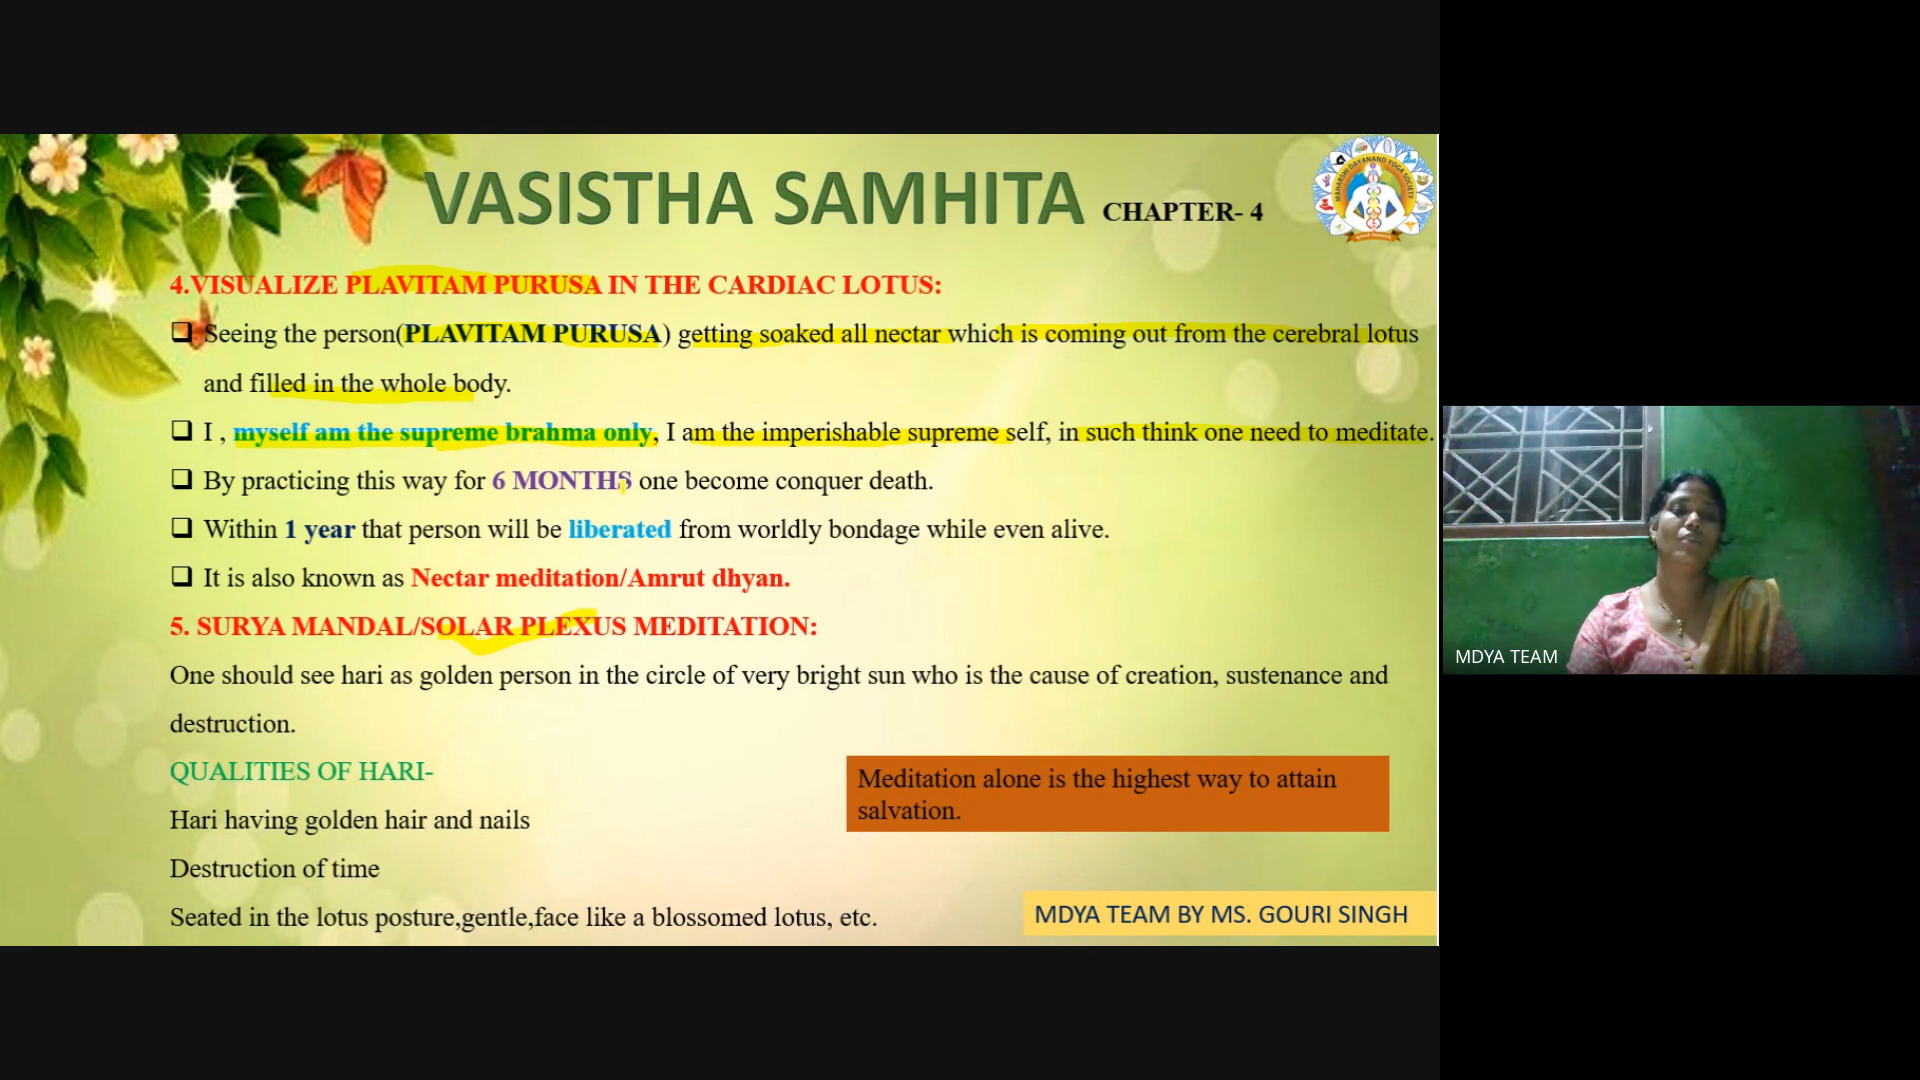 VASISTHA SAMHITA CHAPTER- 4
MAHARSHI DAYANAND YOGA SOCIETY
4.VISUALIZE PLAVITAM PURUSA IN THE CARDIAC LOTUS:
❑ Seeing the person(PLAVITAM PURUSA) getting soaked all nectar which is coming out from the cerebral lotus
and filled in the whole body.
❑ I , myself am the supreme brahma only, I am the imperishable supreme self, in such think one need to meditate.
❑ By practicing this way for 6 MONTHS one become conquer death.
❑ Within 1 year that person will be liberated from worldly bondage while even alive.
❑ It is also known as Nectar meditation/Amrut dhyan.
5. SURYA MANDAL/SOLAR PLEXUS MEDITATION:
One should see hari as golden person in the circle of very bright sun who is the cause of creation, sustenance and
destruction.
QUALITIES OF HARI-
Hari having golden hair and nails
Destruction of time
Seated in the lotus posture,gentle,face like a blossomed lotus, etc.
Meditation alone is the highest way to attain
salvation.
MDYA TEAM BY MS. GOURI SINGH
MDYA TEAM